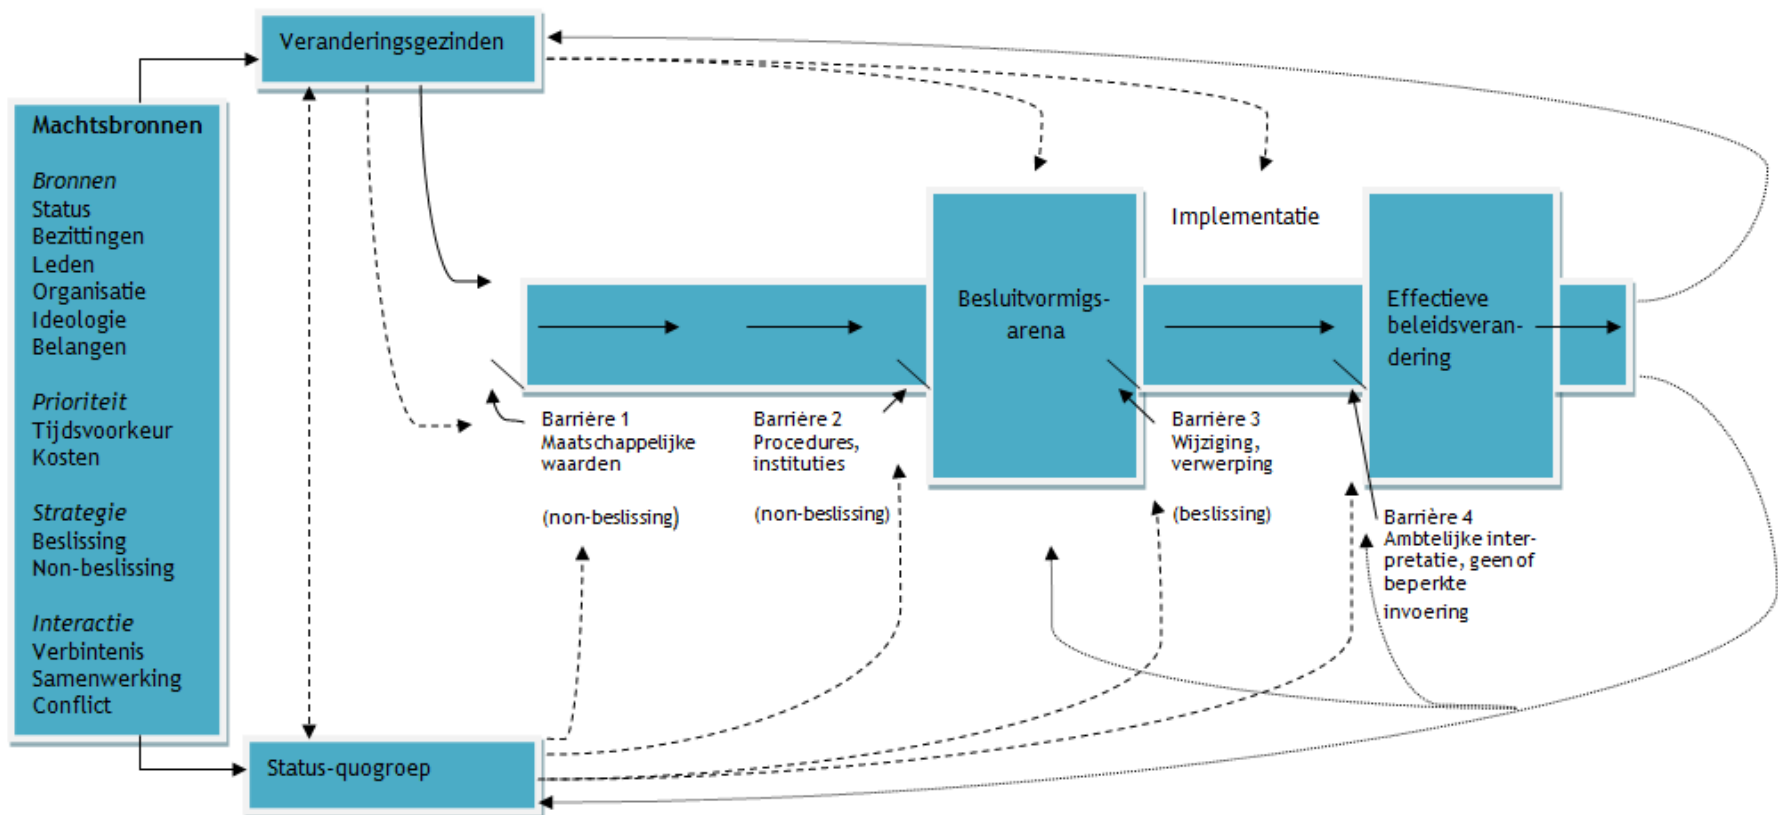 Veranderingsgezinden
Machtsbronnen
Bronnen
Status
Bezittingen
Leden
Organisatie
Ideologie
Belangen
Prioriteit
Tijdsvoorkeur
Kosten
Strategie
Beslissing
Non-beslissing
Interactie
Verbintenis
Samenwerking
Conflict
Status-quogroep
Barrière 1
Maatschappelijke
waarden
(non-beslissing)
Barrière 2
Procedures,
instituties
(non-beslissing)
Besluitvormigs-
arena
Implementatie
Barrière 3
Wijziging,
verwerping
(beslissing)
Effectieve
beleidsveran-
dering
Barrière 4
Ambtelijke inter-
pretatie, geen of
beperkte
invoering